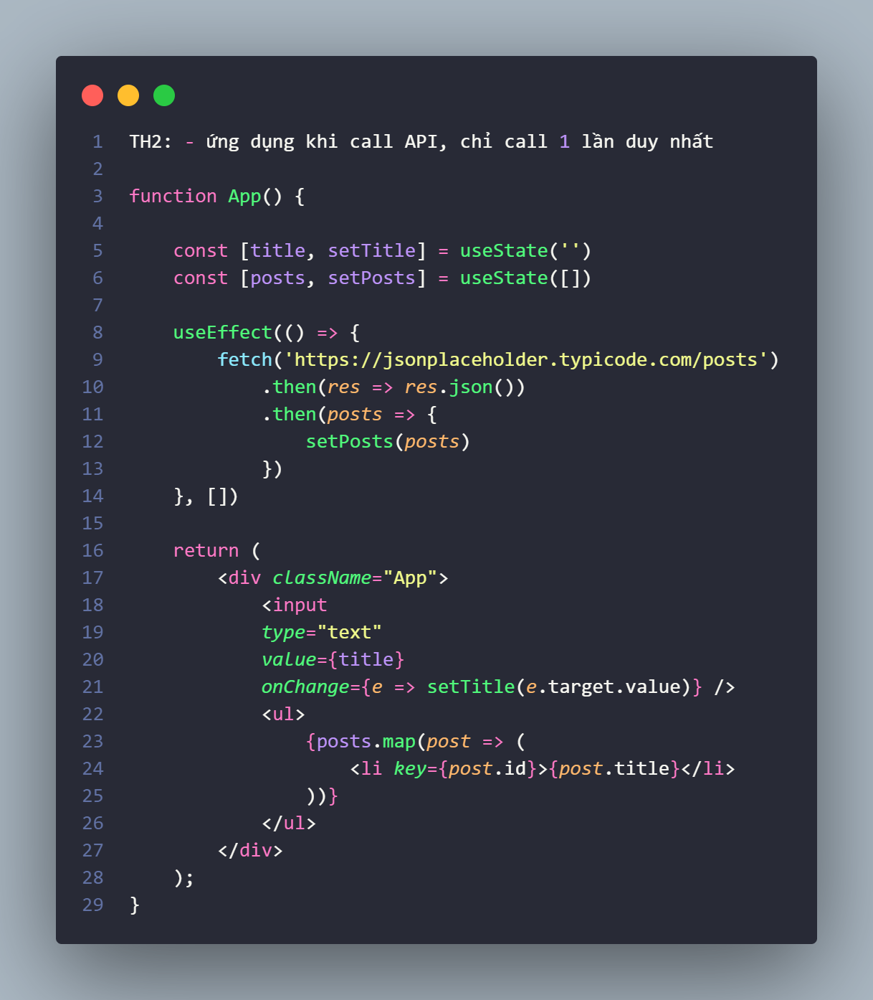 1 TH2: - ứng dụng khi call API, chỉ call 1 lần duy nhất
2
3 function App() {
4
5     const [title, setTitle] = useState('')
6     const [posts, setPosts] = useState([])
7
8     useEffect(() => {
9         fetch('https://jsonplaceholder.typicode.com/posts')
10             .then(res => res.json())
11             .then(posts => {
12                 setPosts(posts)
13             })
14     }, [])
15
16     return (
17         <div className="App">
18             <input
19             type="text"
20             value={title}
21             onChange={e => setTitle(e.target.value)} />
22             <ul>
23                 {posts.map(post => (
24                     <li key={post.id}>{post.title}</li>
25                 ))}
26             </ul>
27         </div>
28     );
29 }